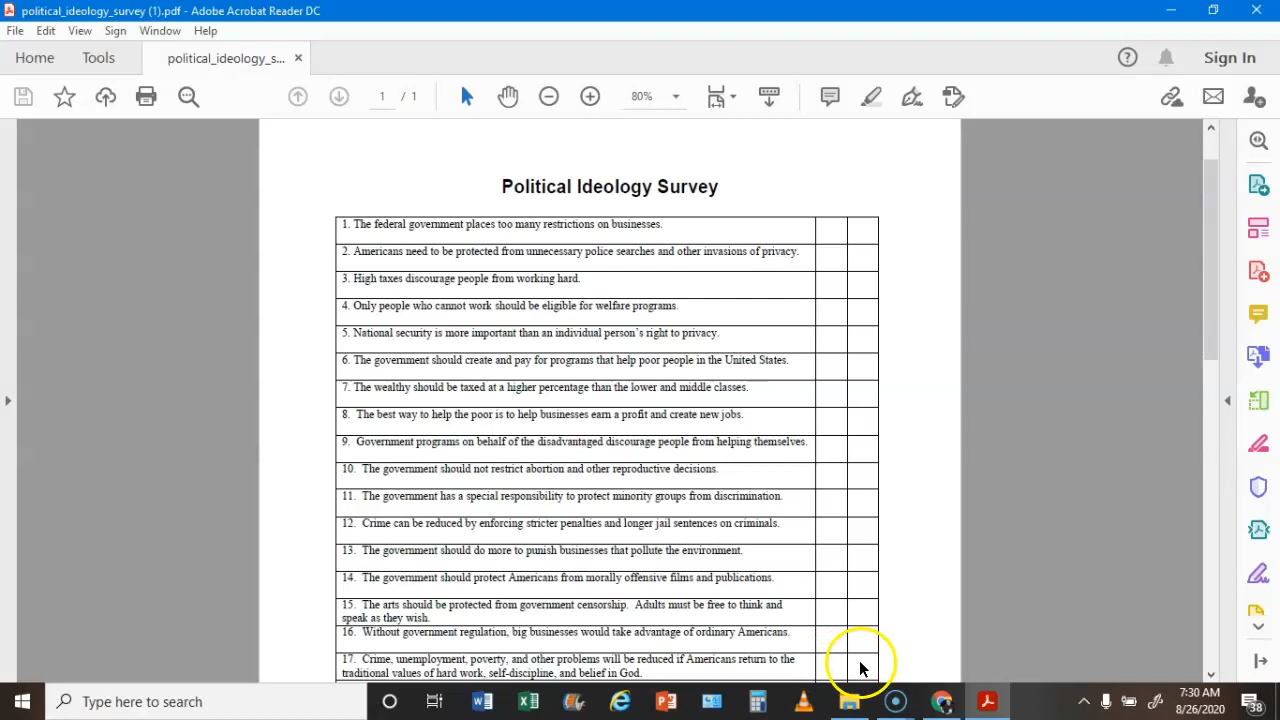 political_ideology_survey (1).pdf - Adobe Acrobat Reader DC
File Edit View Sign Window Help
Home Tools political_ideology_s... × Sign In
1 / 1 80%
Political Ideology Survey
1. The federal government places too many restrictions on businesses.
2. Americans need to be protected from unnecessary police searches and other invasions of privacy.
3. High taxes discourage people from working hard.
4. Only people who cannot work should be eligible for welfare programs.
5. National security is more important than an individual person's right to privacy.
6. The government should create and pay for programs that help poor people in the United States.
7. The wealthy should be taxed at a higher percentage than the lower and middle classes.
8. The best way to help the poor is to help businesses earn a profit and create new jobs.
9. Government programs on behalf of the disadvantaged discourage people from helping themselves.
10. The government should not restrict abortion and other reproductive decisions.
11. The government has a special responsibility to protect minority groups from discrimination.
12. Crime can be reduced by enforcing stricter penalties and longer jail sentences on criminals.
13. The government should do more to punish businesses that pollute the environment.
14. The government should protect Americans from morally offensive films and publications.
15. The arts should be protected from government censorship. Adults must be free to think and
speak as they wish.
16. Without government regulation, big businesses would take advantage of ordinary Americans.
17. Crime, unemployment, poverty, and other problems will be reduced if Americans return to the
traditional values of hard work, self-discipline, and belief in God.
Type here to search
7:30 AM
8/26/2020
38